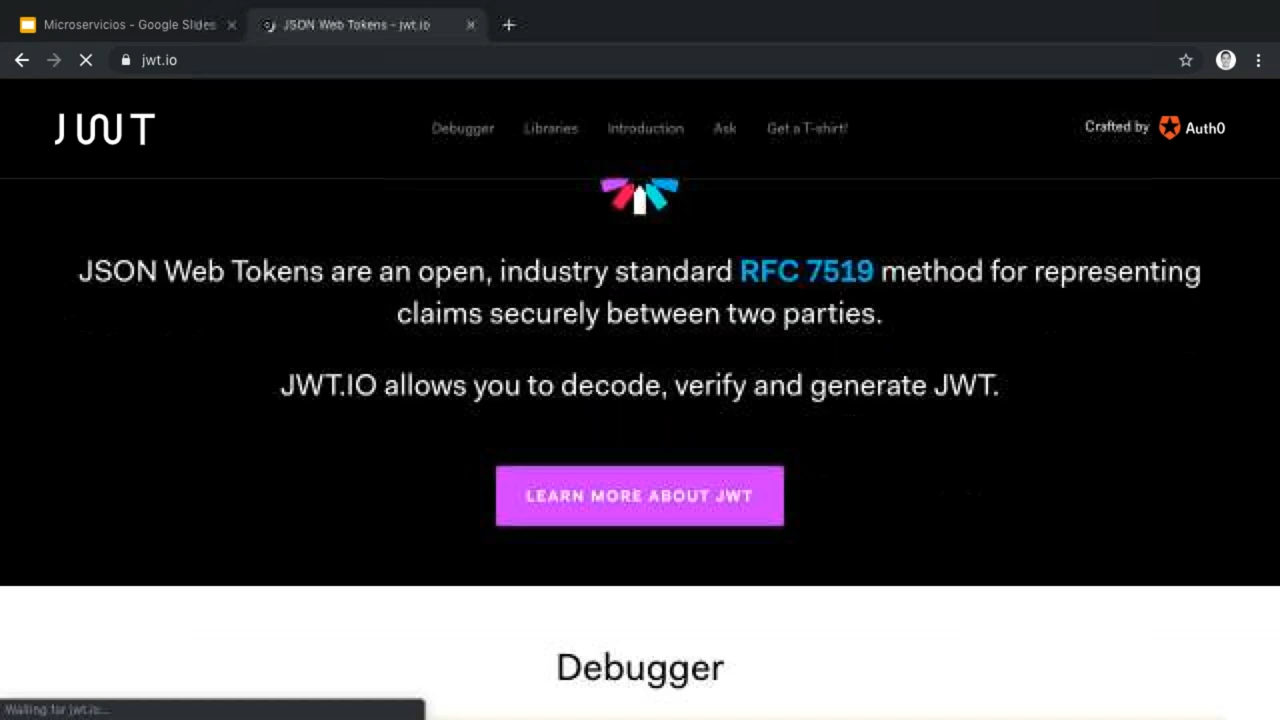 Microservicios - Google Slides
JSON Web Tokens - jwt.io
jwt.io
JWT
Debugger
Libraries
Introduction
Ask
Get a T-shirt!
Crafted by
Auth0
JSON Web Tokens are an open, industry standard RFC 7519 method for representing
claims securely between two parties.
JWT.IO allows you to decode, verify and generate JWT.
LEARN MORE ABOUT JWT
Debugger
Waiting for jwt.io...